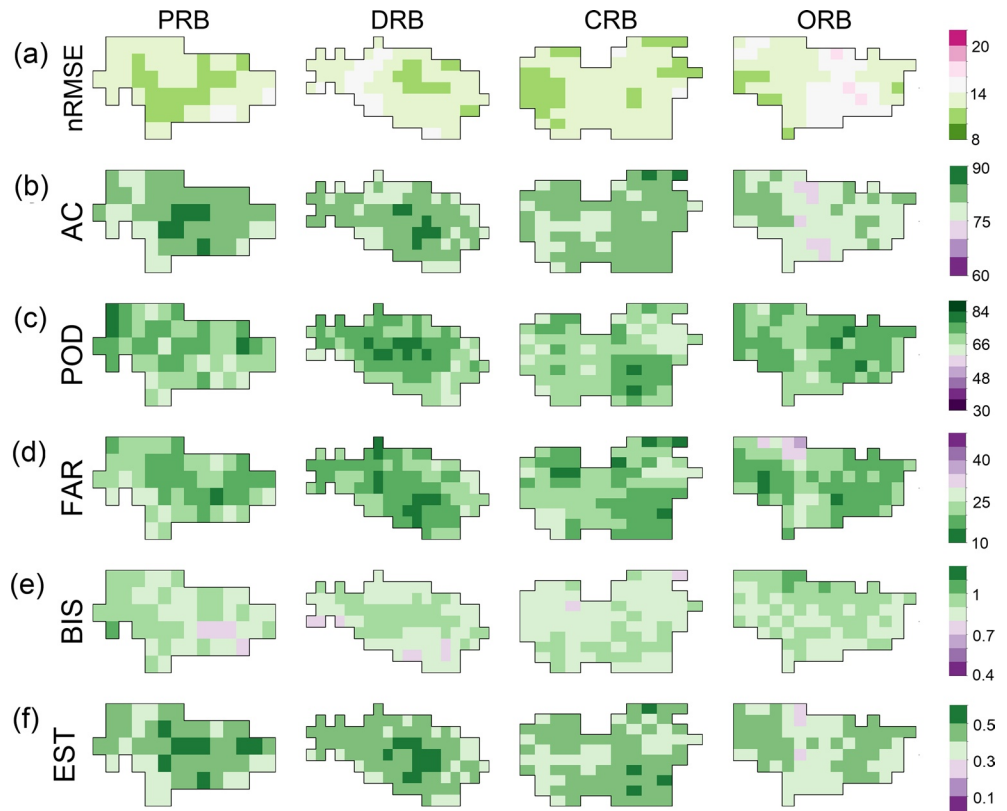 PRB DRB CRB ORB
(a) nRMSE 20 14 8
(b) AC 90 75 60
(c) POD 84 66 48 30
(d) FAR 40 25 10
(e) BIS 1 0.7 0.4
(f) EST 0.5 0.3 0.1